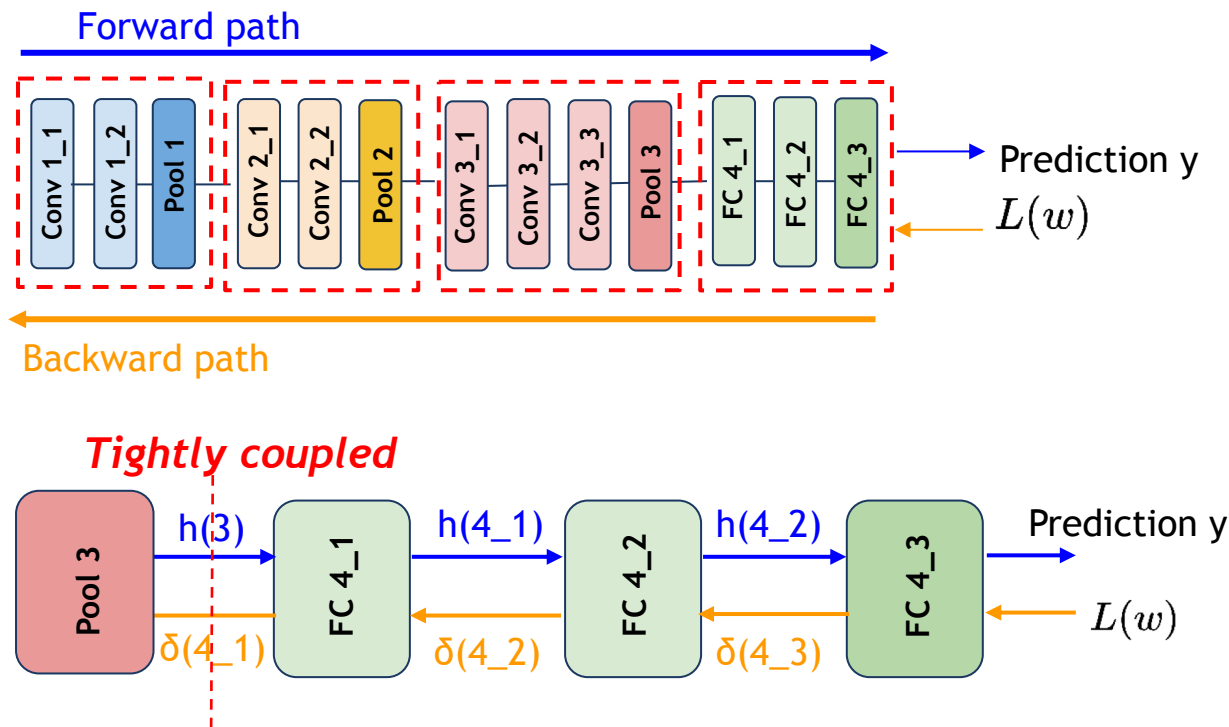 Forward path
Conv 1_1
Conv 1_2
Pool 1
Conv 2_1
Conv 2_2
Pool 2
Conv 3_1
Conv 3_2
Conv 3_3
Pool 3
FC 4_1
FC 4_2
FC 4_3
Prediction y
L(w)
Backward path
Tightly coupled
Pool 3
h(3)
δ(4_1)
FC 4_1
h(4_1)
δ(4_2)
FC 4_2
h(4_2)
δ(4_3)
FC 4_3
Prediction y
L(w)